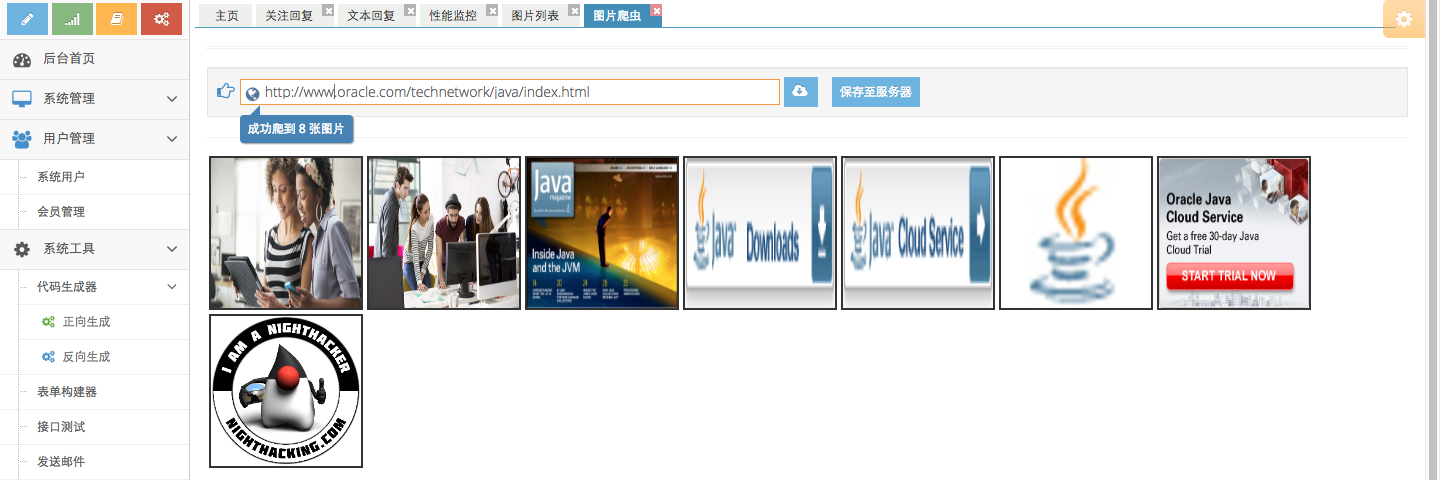 主页
关注回复
文本回复
性能监控
图片列表
图片爬虫
后台首页
系统管理
用户管理
系统用户
会员管理
系统工具
代码生成器
正向生成
反向生成
表单构建器
接口测试
发送邮件
http://www.oracle.com/technetwork/java/index.html
保存至服务器
成功爬到 8 张图片
Java
magazine
Inside Java
and the JVM
Java
Downloads
Java
Cloud Service
Oracle Java
Cloud Service
Get a free 30-day Java
Cloud Trial
START TRIAL NOW
I AM A NIGHTHACKER
NIGHTHACKING.COM